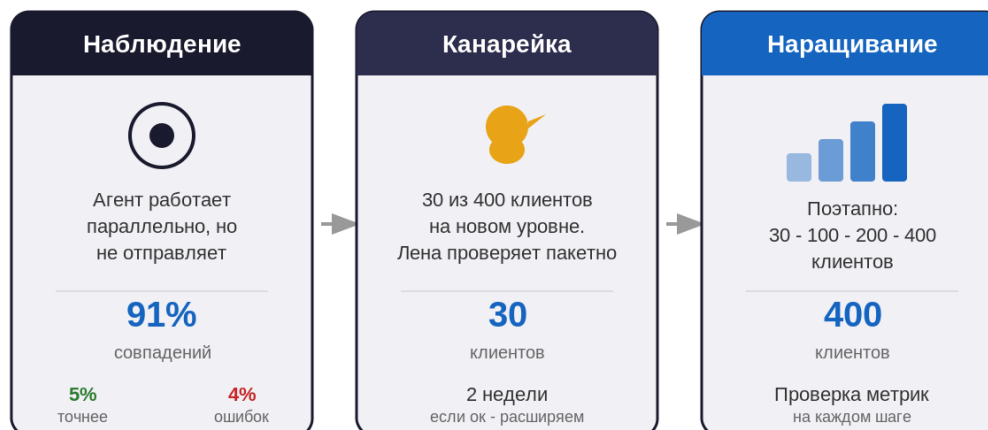 Наблюдение
Агент работает
параллельно, но
не отправляет
91%
совпадений
5%
точнее
4%
ошибок
Канарейка
30 из 400 клиентов
на новом уровне.
Лена проверяет пакетно
30
клиентов
2 недели
если ок - расширяем
Наращивание
Поэтапно:
30 - 100 - 200 - 400
клиентов
400
клиентов
Проверка метрик
на каждом шаге